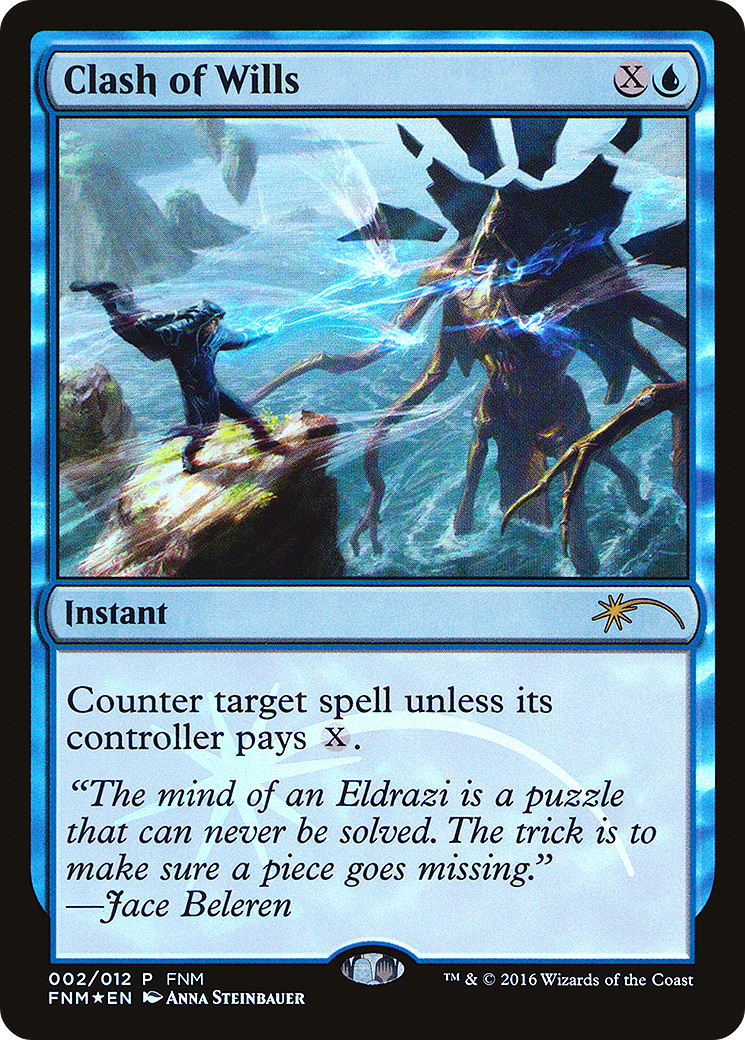 Clash of Wills X
Instant
Counter target spell unless its
controller pays X.
“The mind of an Eldrazi is a puzzle
that can never be solved. The trick is to
make sure a piece goes missing.”
—Jace Beleren
002/012 P FNM
FNM★EN Anna Steinbauer
™ & © 2016 Wizards of the Coast